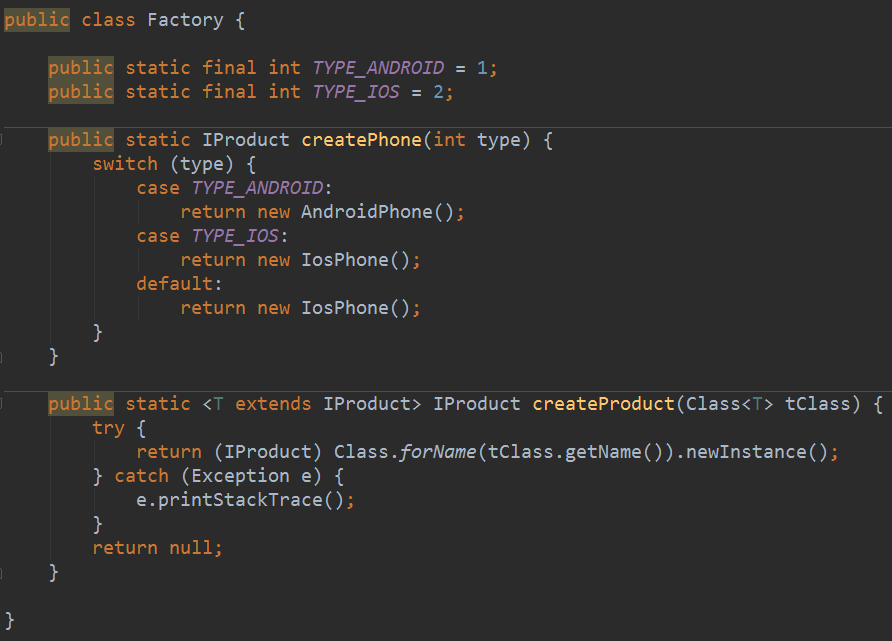 public class Factory {
public static final int TYPE_ANDROID = 1;
public static final int TYPE_IOS = 2;
public static IProduct createPhone(int type) {
switch (type) {
case TYPE_ANDROID:
return new AndroidPhone();
case TYPE_IOS:
return new IosPhone();
default:
return new IosPhone();
}
}
public static <T extends IProduct> IProduct createProduct(Class<T> tClass) {
try {
return (IProduct) Class.forName(tClass.getName()).newInstance();
} catch (Exception e) {
e.printStackTrace();
}
return null;
}
}